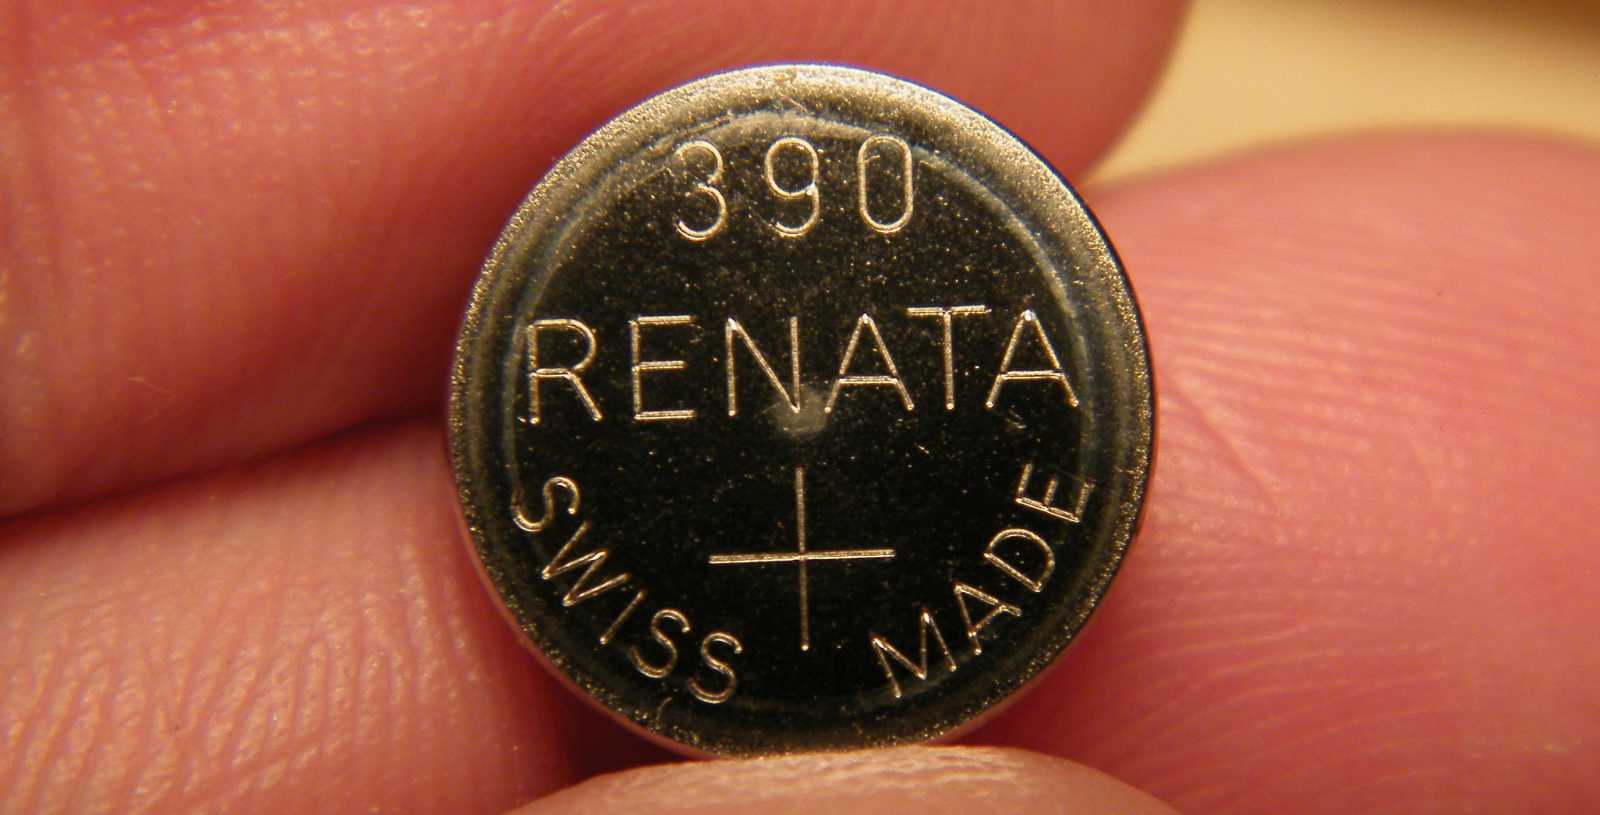 390
RENATA
+
SWISS MADE